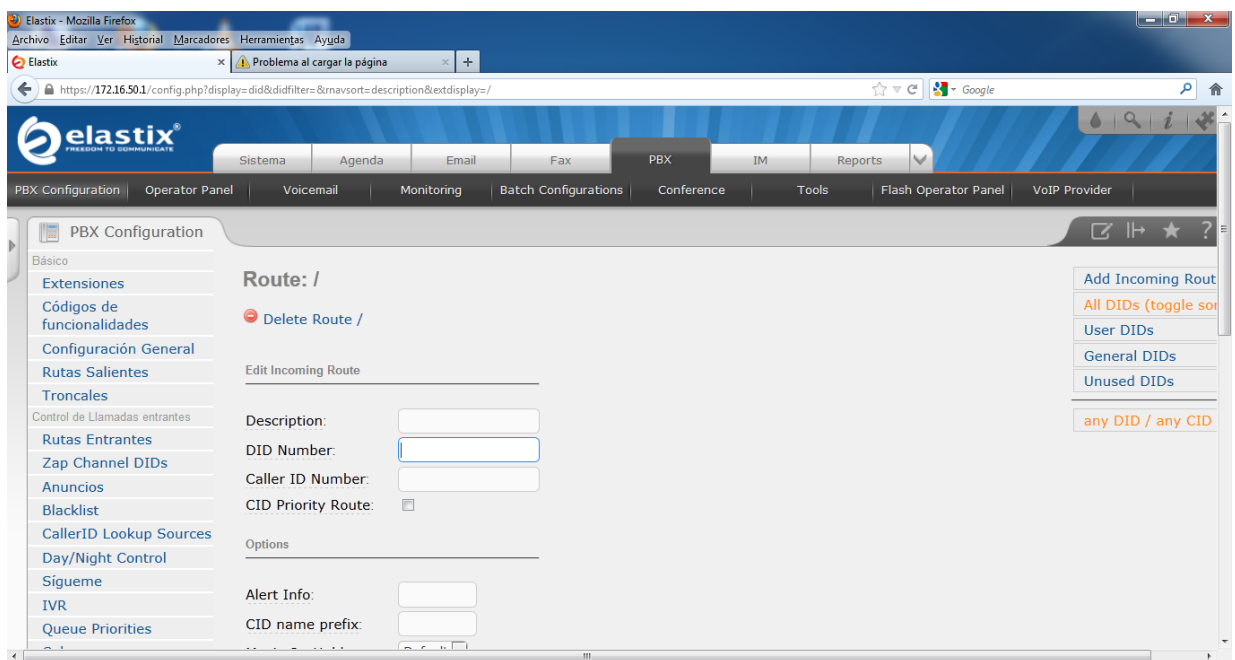 Elastix - Mozilla Firefox
Archivo Editar Ver Historial Marcadores Herramientas Ayuda
Elastix × Problema al cargar la página × +
https://172.16.50.1/config.php?display=did&didfilter=&rnavsort=description&extdisplay=/ Google
elastix®
FREEDOM TO COMMUNICATE
Sistema Agenda Email Fax PBX IM Reports
PBX Configuration Operator Panel Voicemail Monitoring Batch Configurations Conference Tools Flash Operator Panel VoIP Provider
PBX Configuration
Básico
Extensiones
Códigos de
funcionalidades
Configuración General
Rutas Salientes
Troncales
Control de Llamadas entrantes
Rutas Entrantes
Zap Channel DIDs
Anuncios
Blacklist
CallerID Lookup Sources
Day/Night Control
Sígueme
IVR
Queue Priorities
Route: /
Delete Route /
Edit Incoming Route
Description:
DID Number:
Caller ID Number:
CID Priority Route:
Options
Alert Info:
CID name prefix:
Add Incoming Rout
All DIDs (toggle sor
User DIDs
General DIDs
Unused DIDs
any DID / any CID